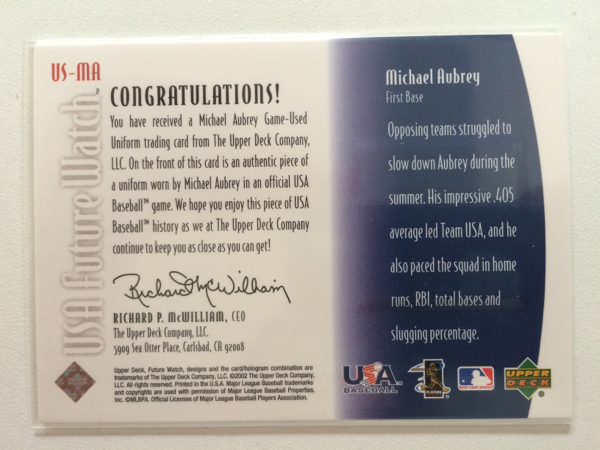 US-MA
USA Future Watch™
CONGRATULATIONS!
You have received a Michael Aubrey Game-Used
Uniform trading card from The Upper Deck Company,
LLC. On the front of this card is an authentic piece of
a uniform worn by Michael Aubrey in an official USA
Baseball™ game. We hope you enjoy this piece of USA
Baseball™ history as we at The Upper Deck Company
continue to keep you as close as you can get!
Richard McWilliam
RICHARD P. McWILLIAM, CEO
The Upper Deck Company, LLC.
5909 Sea Otter Place, Carlsbad, CA 92008
Upper Deck, Future Watch, designs and the card/hologram combination are
trademarks of The Upper Deck Company, LLC. ©2002 The Upper Deck Company,
LLC. All rights reserved. Printed in the U.S.A. Major League Baseball trademarks
and copyrights are used with permission of Major League Baseball Properties,
Inc. ©MLBPA. Official Licensee of Major League Baseball Players Association.
Michael Aubrey
First Base
Opposing teams struggled to
slow down Aubrey during the
summer. His impressive .405
average led Team USA, and he
also paced the squad in home
runs, RBI, total bases and
slugging percentage.
USA
BASEBALL
PLAYERS
UPPER
DECK
®